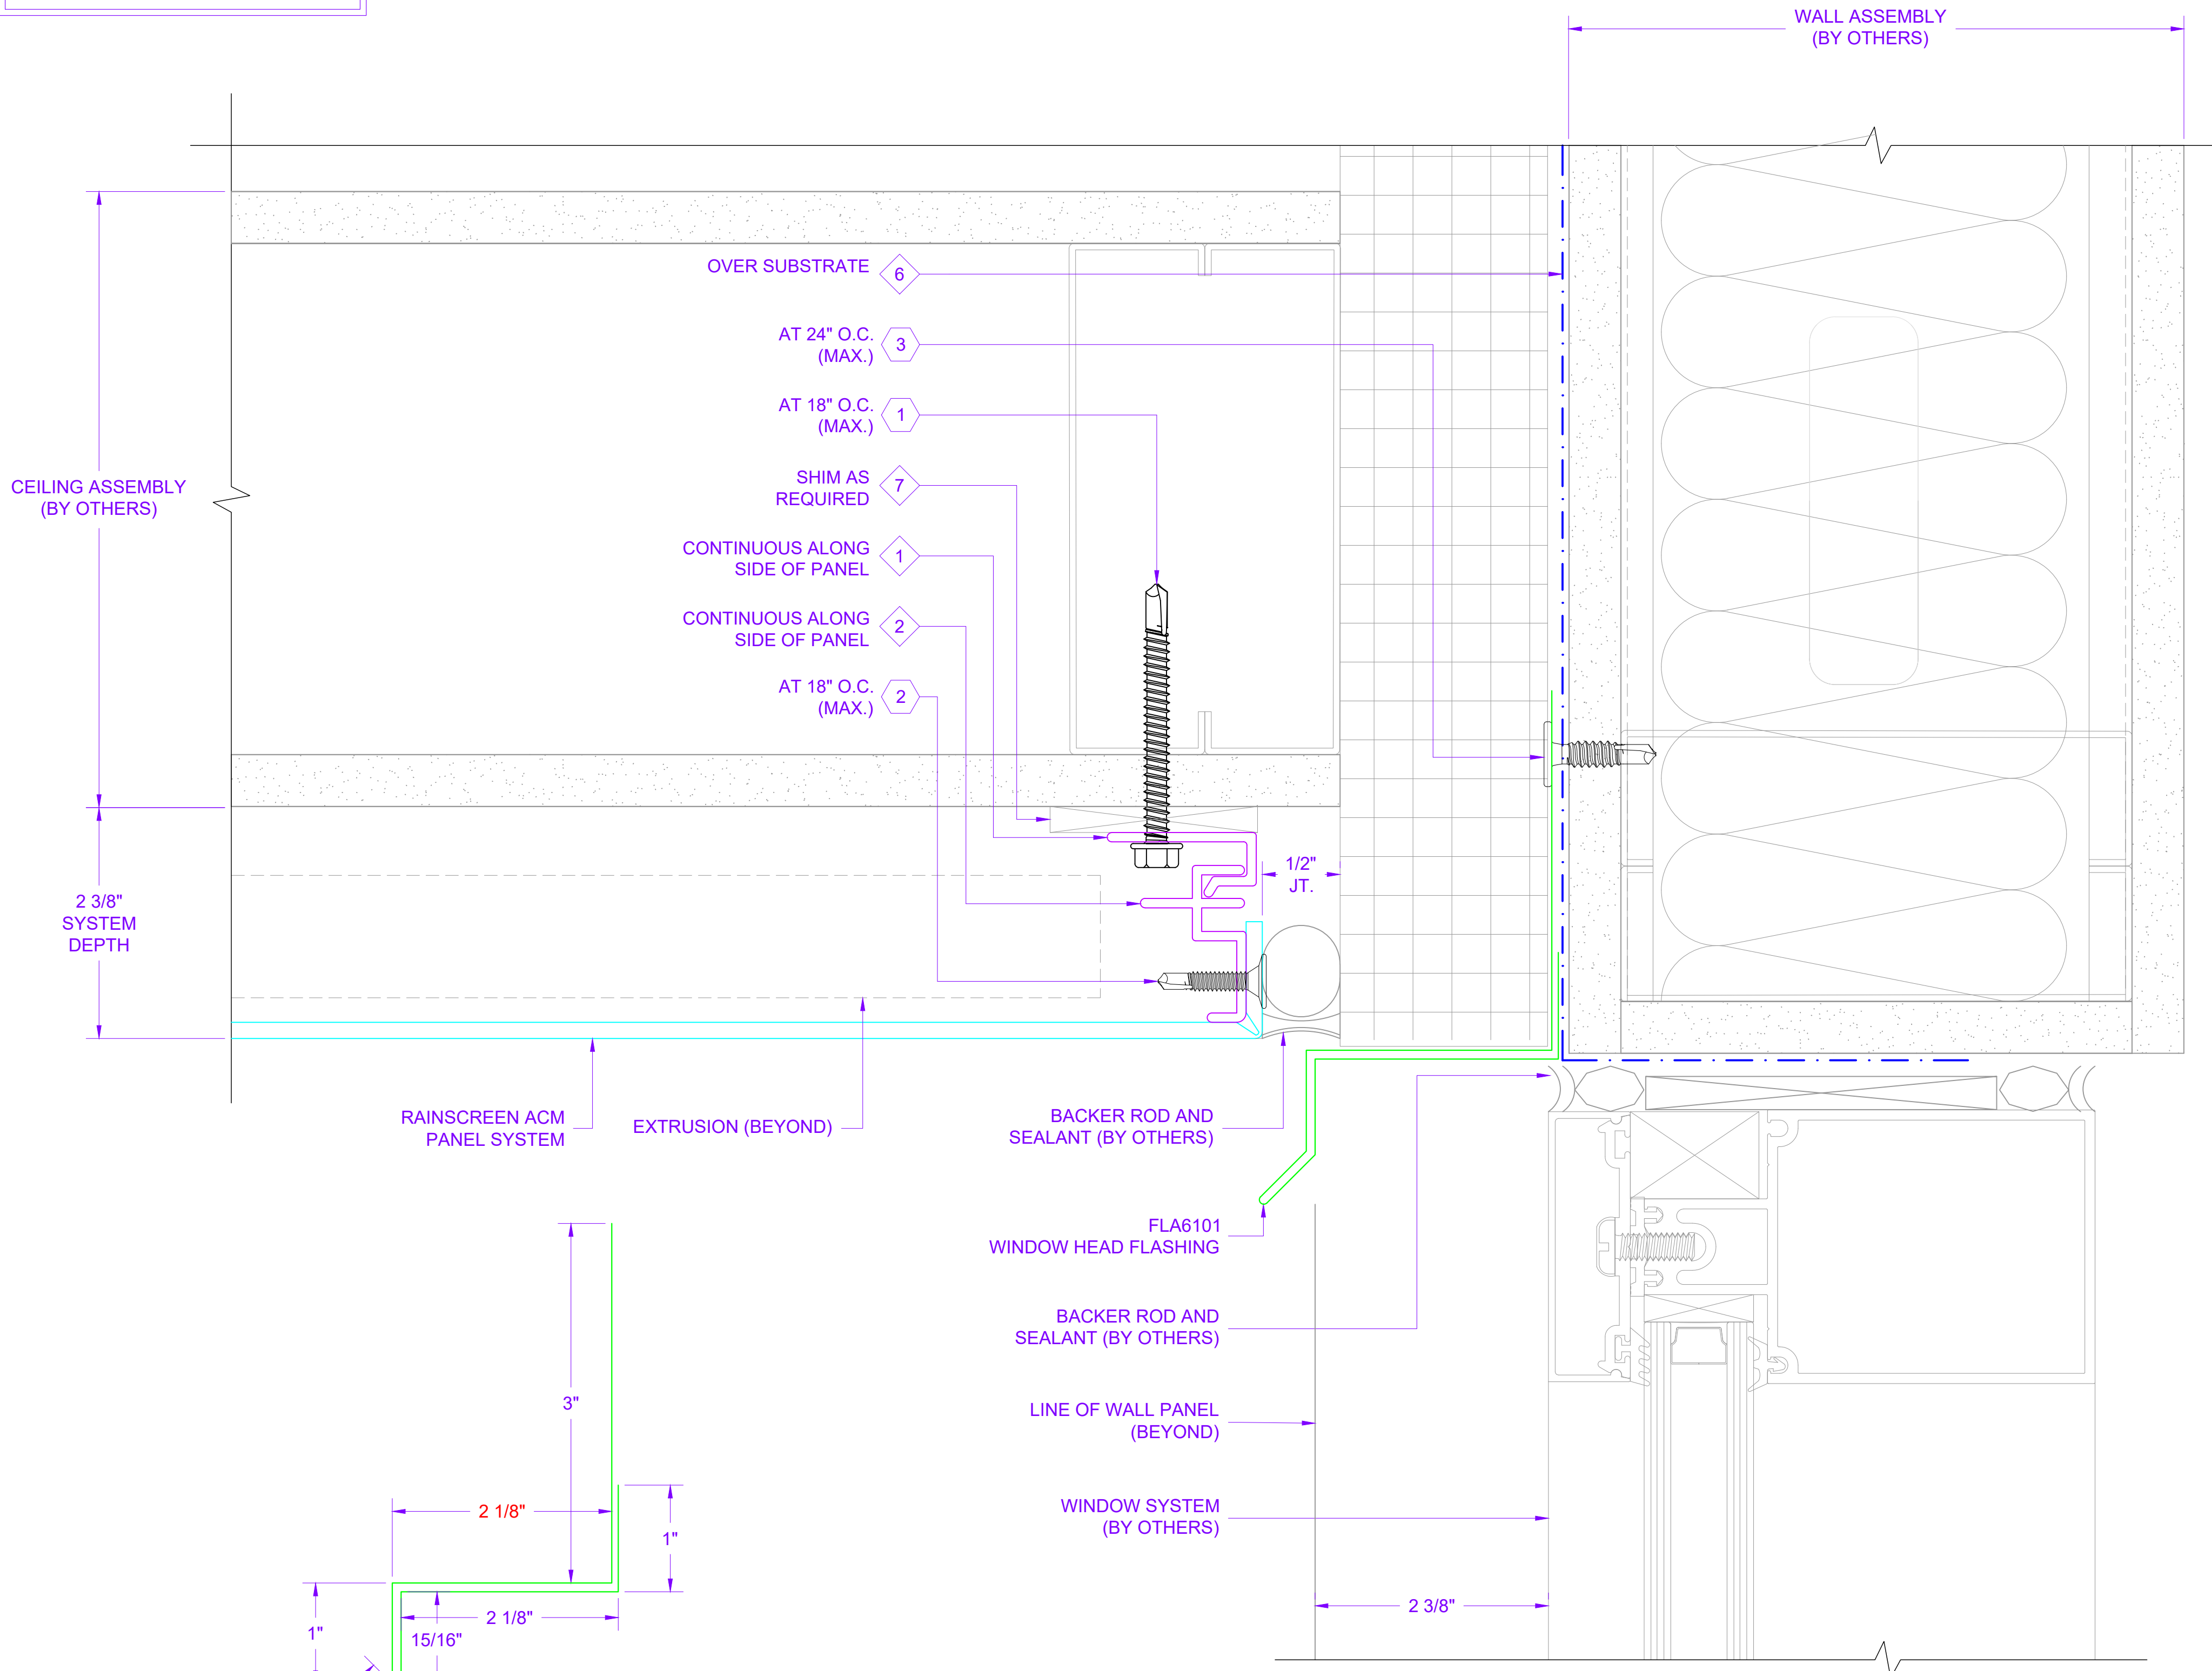 WALL ASSEMBLY
(BY OTHERS)
OVER SUBSTRATE 6
AT 24" O.C.
(MAX.) 3
AT 18" O.C.
(MAX.) 1
SHIM AS
REQUIRED 7
CEILING ASSEMBLY
(BY OTHERS)
CONTINUOUS ALONG
SIDE OF PANEL 1
CONTINUOUS ALONG
SIDE OF PANEL 2
AT 18" O.C.
(MAX.) 2
1/2"
JT.
2 3/8"
SYSTEM
DEPTH
RAINSCREEN ACM
PANEL SYSTEM
EXTRUSION (BEYOND)
BACKER ROD AND
SEALANT (BY OTHERS)
FLA6101
WINDOW HEAD FLASHING
BACKER ROD AND
SEALANT (BY OTHERS)
LINE OF WALL PANEL
(BEYOND)
WINDOW SYSTEM
(BY OTHERS)
2 3/8"
3"
2 1/8"
1"
2 1/8"
1"
15/16"